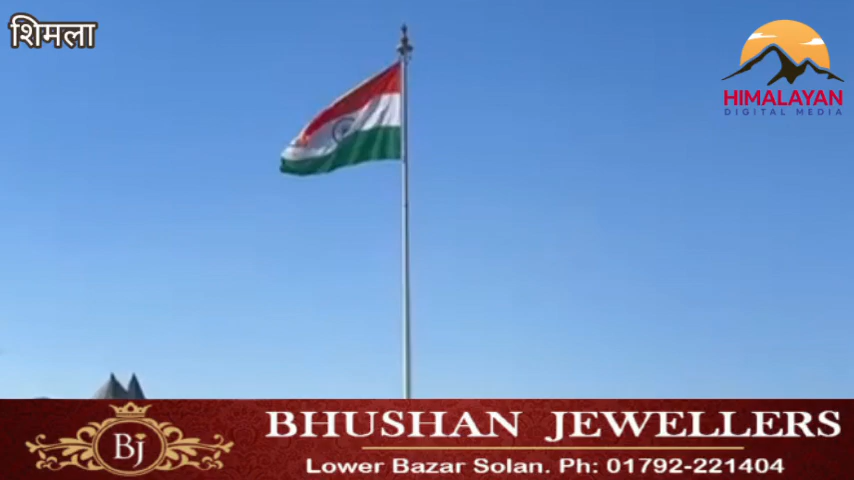 शिमला
HIMALAYAN
DIGITAL MEDIA
BJ
BHUSHAN JEWELLERS
Lower Bazar Solan. Ph: 01792-221404